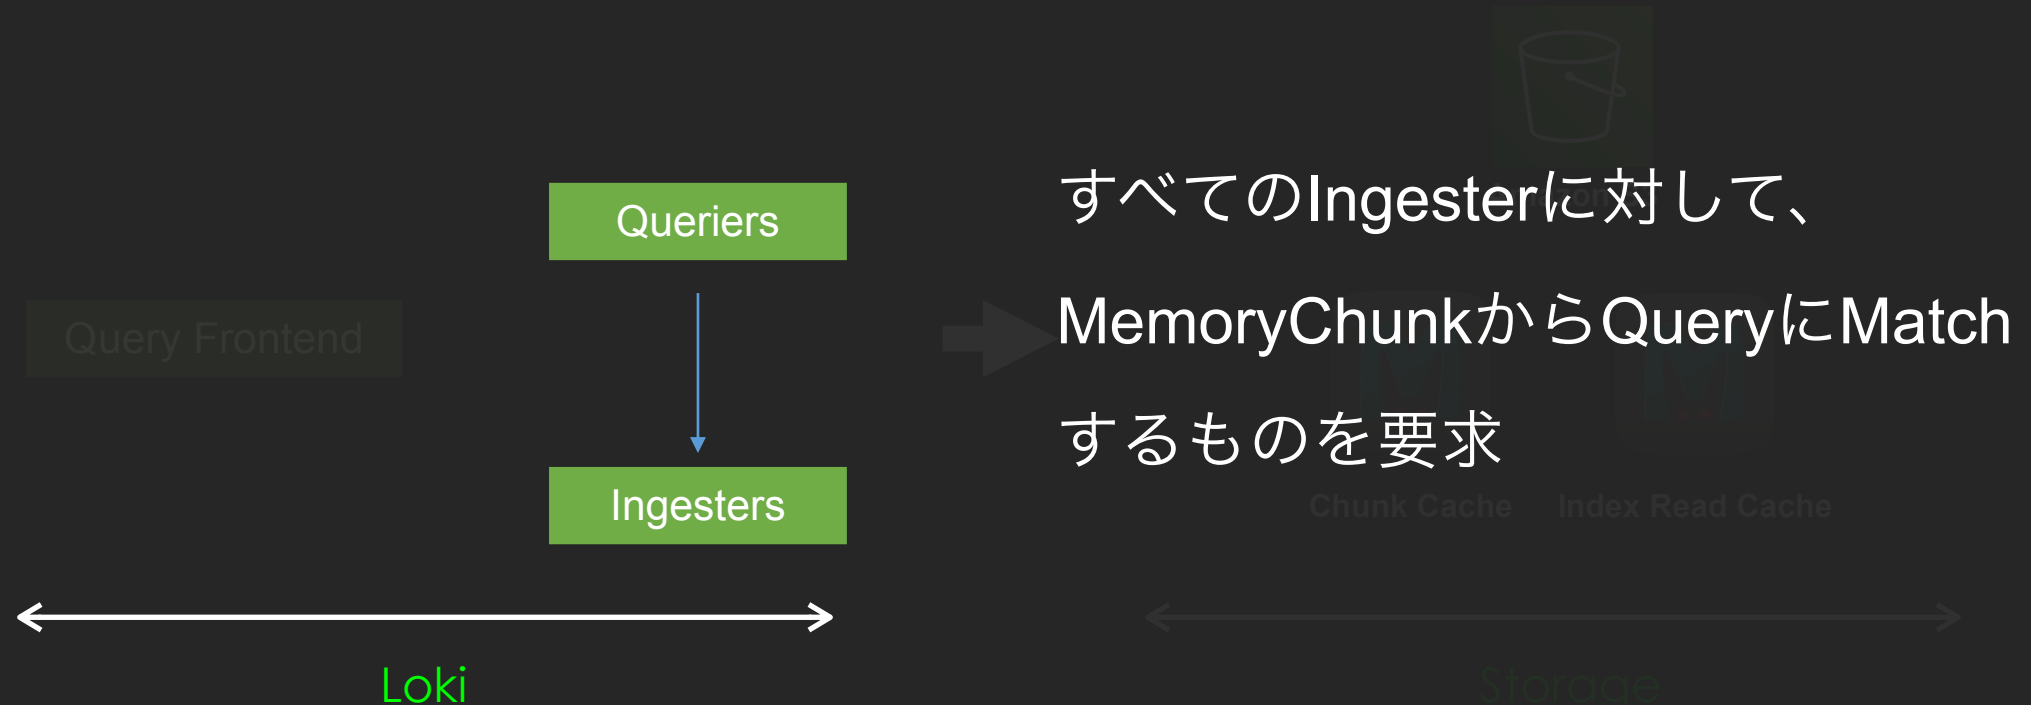 Queriers
すべてのIngesterに対して、
Query Frontend
MemoryChunkからQueryにMatch
するものを要求
Ingesters
Chunk Cache
Index Read Cache
Loki
Storage